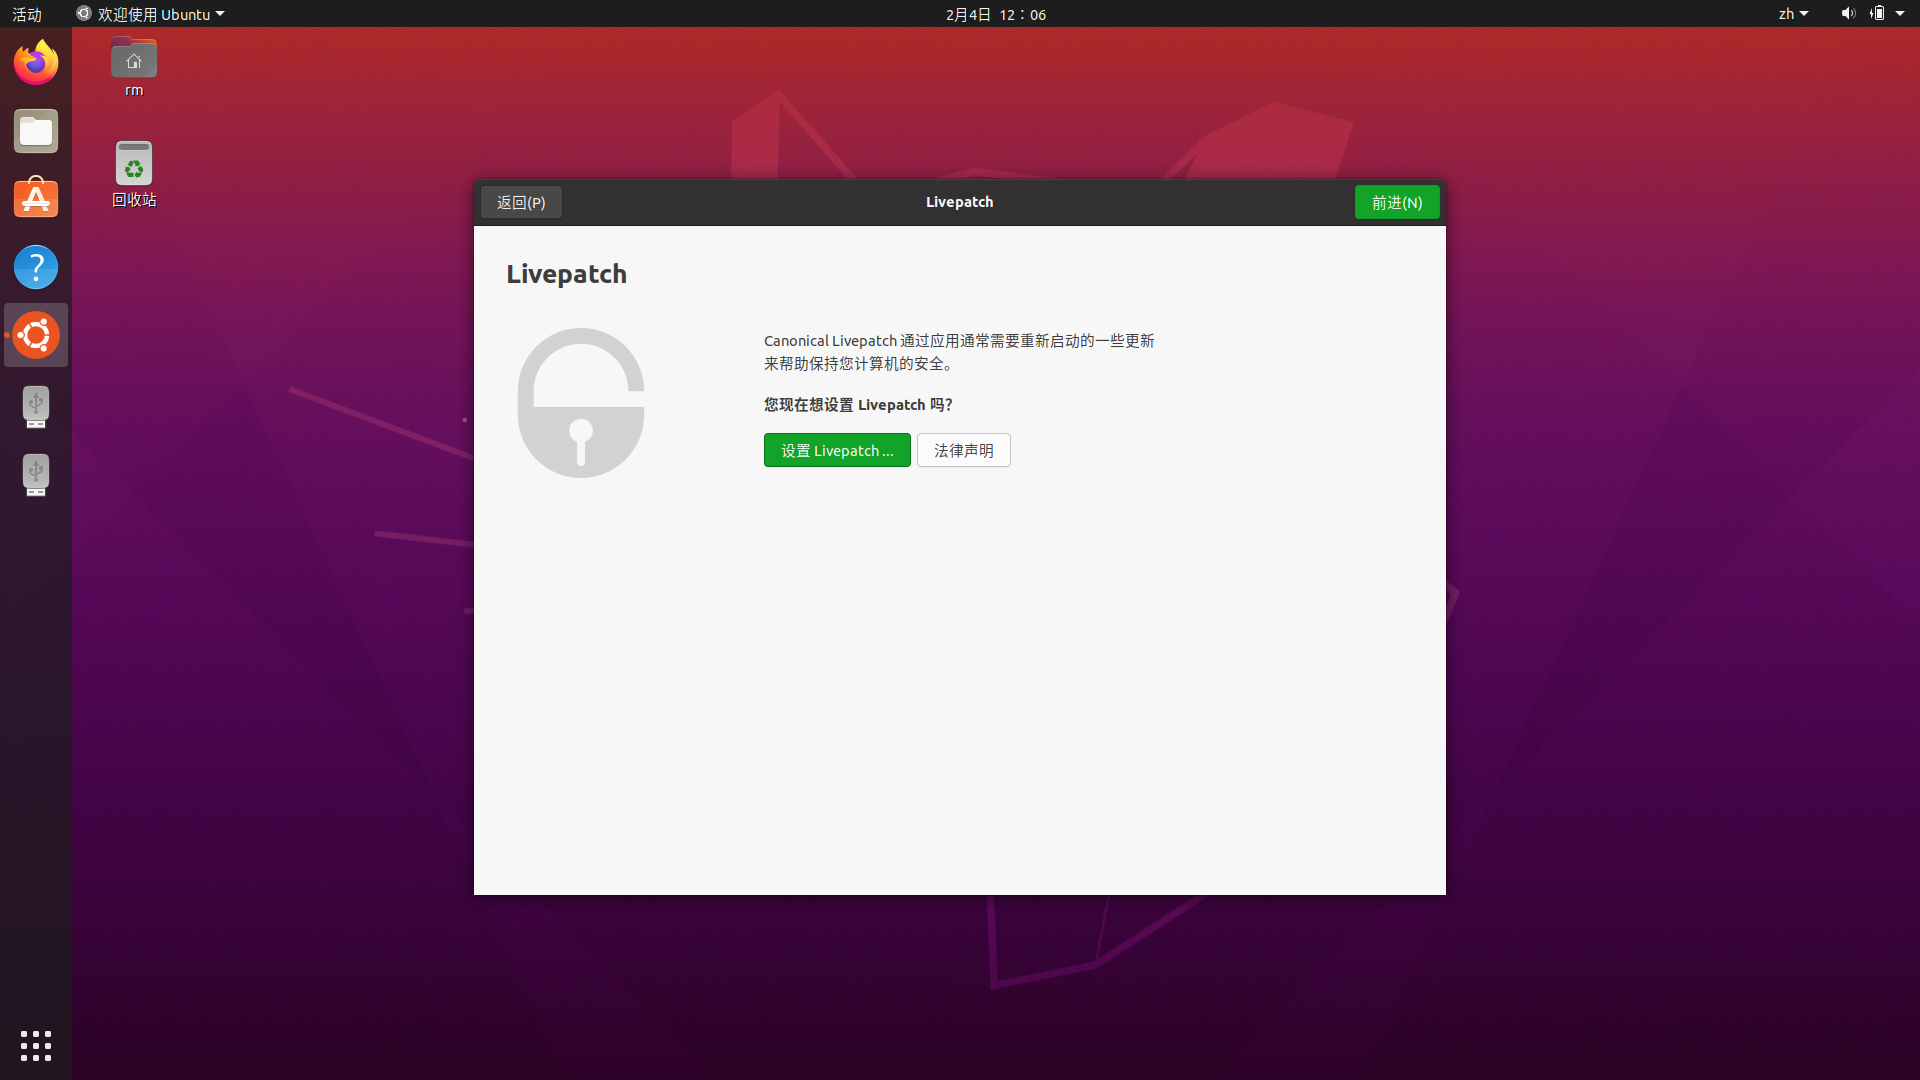 活动
欢迎使用 Ubuntu
2月4日 12：06
zh
rm
回收站
返回(P)
Livepatch
前进(N)
Livepatch
Canonical Livepatch 通过应用通常需要重新启动的一些更新
来帮助保持您计算机的安全。
您现在想设置 Livepatch 吗？
设置 Livepatch ...
法律声明